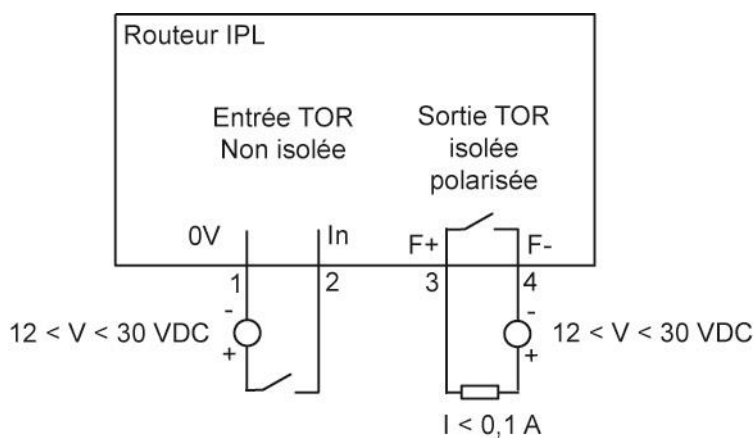 Routeur IPL
Entrée TOR
Non isolée
Sortie TOR
isolée
polarisée
0V
In
F+
F-
1
2
3
4
-
12 < V < 30 VDC
+
-
12 < V < 30 VDC
+
I < 0,1 A